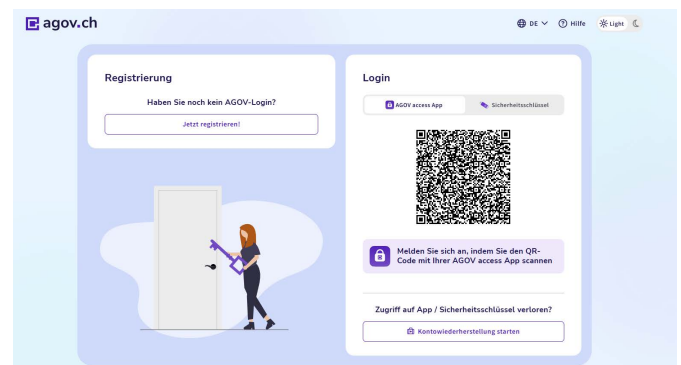 agov.ch
DE
Hilfe
Light
Registrierung
Haben Sie noch kein AGOV-Login?
Jetzt registrieren!
Login
AGOV access App
Sicherheitsschlüssel
Melden Sie sich an, indem Sie den QR-
Code mit Ihrer AGOV access App scannen
Zugriff auf App / Sicherheitsschlüssel verloren?
Kontowiederherstellung starten